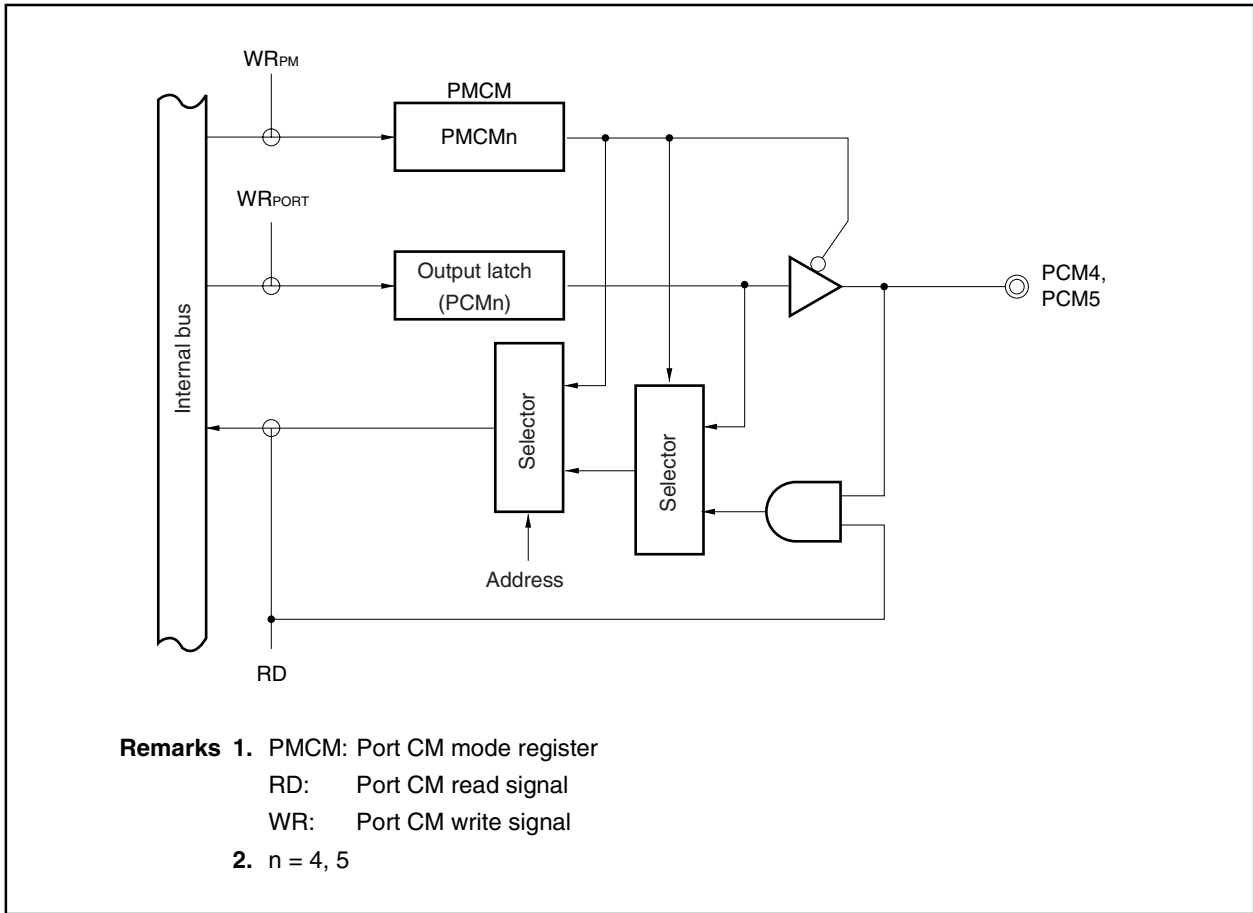 WRPM
PMCM
PMCMn
WRPORT
Output latch
(PCMn)
PCM4,
PCM5
Internal bus
Selector
Selector
Address
RD
Remarks 1. PMCM: Port CM mode register
RD: Port CM read signal
WR: Port CM write signal
2. n = 4, 5